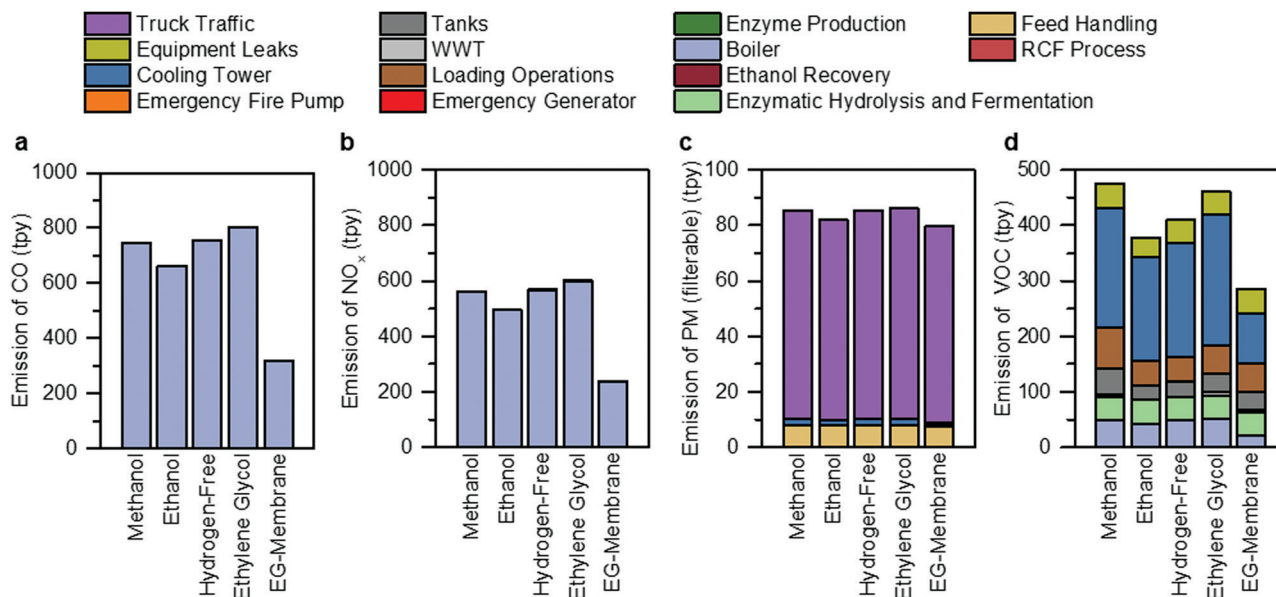 Truck Traffic
Equipment Leaks
Cooling Tower
Emergency Fire Pump
Tanks
WWT
Loading Operations
Emergency Generator
Enzyme Production
Boiler
Ethanol Recovery
Enzymatic Hydrolysis and Fermentation
Feed Handling
RCF Process
a
Emission of CO (tpy)
1000
800
600
400
200
0
Methanol
Ethanol
Hydrogen-Free
Ethylene Glycol
EG-Membrane
b
Emission of NOx (tpy)
1000
800
600
400
200
0
Methanol
Ethanol
Hydrogen-Free
Ethylene Glycol
EG-Membrane
c
Emission of PM (filterable) (tpy)
100
80
60
40
20
0
Methanol
Ethanol
Hydrogen-Free
Ethylene Glycol
EG-Membrane
d
Emission of VOC (tpy)
500
400
300
200
100
0
Methanol
Ethanol
Hydrogen-Free
Ethylene Glycol
EG-Membrane